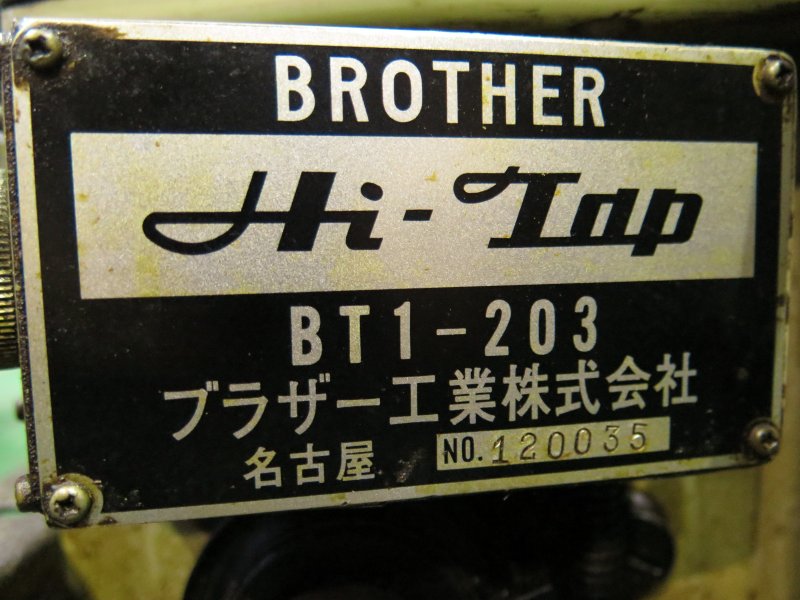 BROTHER
Hi-Tap
BT1-203
ブラザー工業株式会社
名古屋 NO. 120035